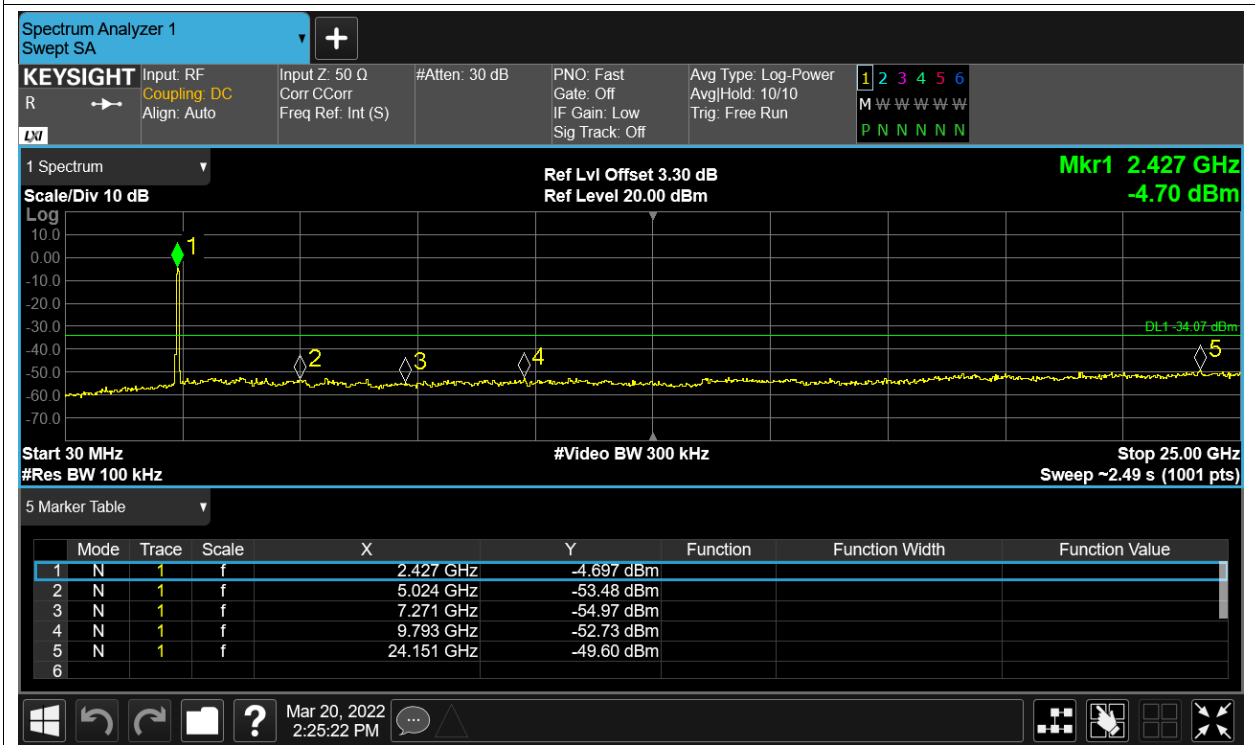 Spectrum Analyzer 1
Swept SA
KEYSIGHT
R
LXI
Input: RF
Coupling: DC
Align: Auto
Input Z: 50 Ω
Corr CCorr
Freq Ref: Int (S)
#Atten: 30 dB
PNO: Fast
Gate: Off
IF Gain: Low
Sig Track: Off
Avg Type: Log-Power
Avg|Hold: 10/10
Trig: Free Run
1 2 3 4 5 6
M W W W W W
P N N N N N
1 Spectrum
Scale/Div 10 dB
Ref Lvl Offset 3.30 dB
Ref Level 20.00 dBm
Mkr1 2.427 GHz
-4.70 dBm
Log
10.0
0.00
-10.0
-20.0
-30.0
-40.0
-50.0
-60.0
-70.0
1
2
3
4
5
DL1 -34.07 dBm
Start 30 MHz
#Res BW 100 kHz
#Video BW 300 kHz
Stop 25.00 GHz
Sweep ~2.49 s (1001 pts)
5 Marker Table
Mode Trace Scale X Y Function Function Width Function Value
1 N 1 f 2.427 GHz -4.697 dBm
2 N 1 f 5.024 GHz -53.48 dBm
3 N 1 f 7.271 GHz -54.97 dBm
4 N 1 f 9.793 GHz -52.73 dBm
5 N 1 f 24.151 GHz -49.60 dBm
6
?
Mar 20, 2022
2:25:22 PM